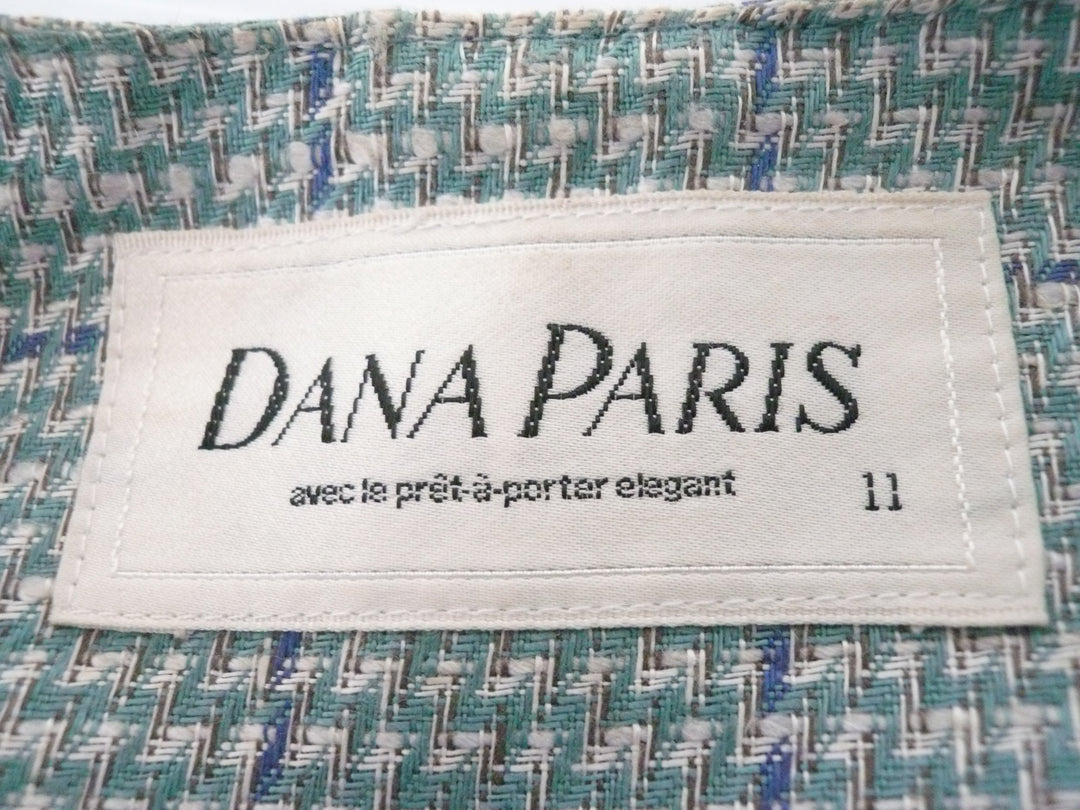 DANA PARIS
avec le prêt-à-porter elegant 11